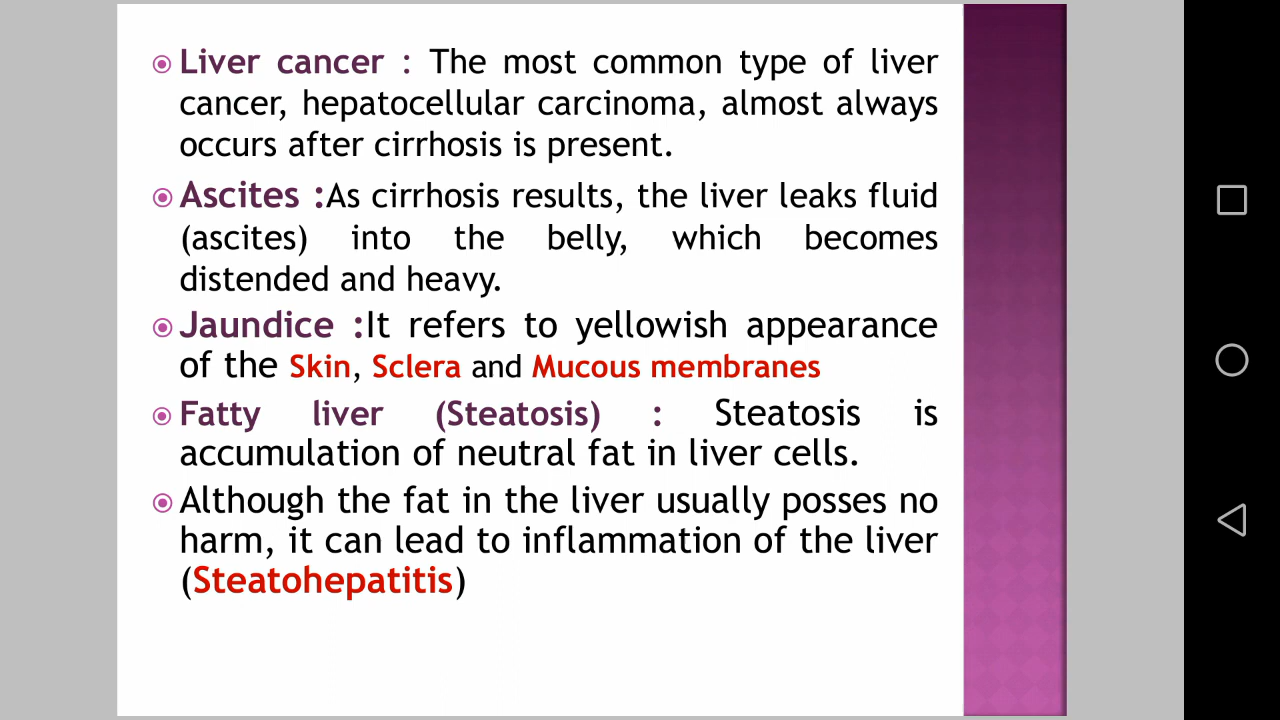 Liver cancer : The most common type of liver
cancer, hepatocellular carcinoma, almost always
occurs after cirrhosis is present.
Ascites :As cirrhosis results, the liver leaks fluid
(ascites) into the belly, which becomes
distended and heavy.
Jaundice :It refers to yellowish appearance
of the Skin, Sclera and Mucous membranes
Fatty liver (Steatosis) : Steatosis is
accumulation of neutral fat in liver cells.
Although the fat in the liver usually posses no
harm, it can lead to inflammation of the liver
(Steatohepatitis)